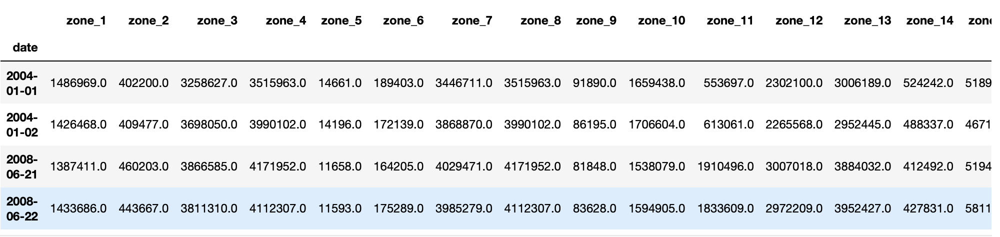 zone_1 zone_2 zone_3 zone_4 zone_5 zone_6 zone_7 zone_8 zone_9 zone_10 zone_11 zone_12 zone_13 zone_14
date
2004-01-01 1486969.0 402200.0 3258627.0 3515963.0 14661.0 189403.0 3446711.0 3515963.0 91890.0 1659438.0 553697.0 2302100.0 3006189.0 524242.0 5189
2004-01-02 1426468.0 409477.0 3698050.0 3990102.0 14196.0 172139.0 3868870.0 3990102.0 86195.0 1706604.0 613061.0 2265568.0 2952445.0 488337.0 4671
2008-06-21 1387411.0 460203.0 3866585.0 4171952.0 11658.0 164205.0 4029471.0 4171952.0 81848.0 1538079.0 1910496.0 3007018.0 3884032.0 412492.0 5194
2008-06-22 1433686.0 443667.0 3811310.0 4112307.0 11593.0 175289.0 3985279.0 4112307.0 83628.0 1594905.0 1833609.0 2972209.0 3952427.0 427831.0 5811